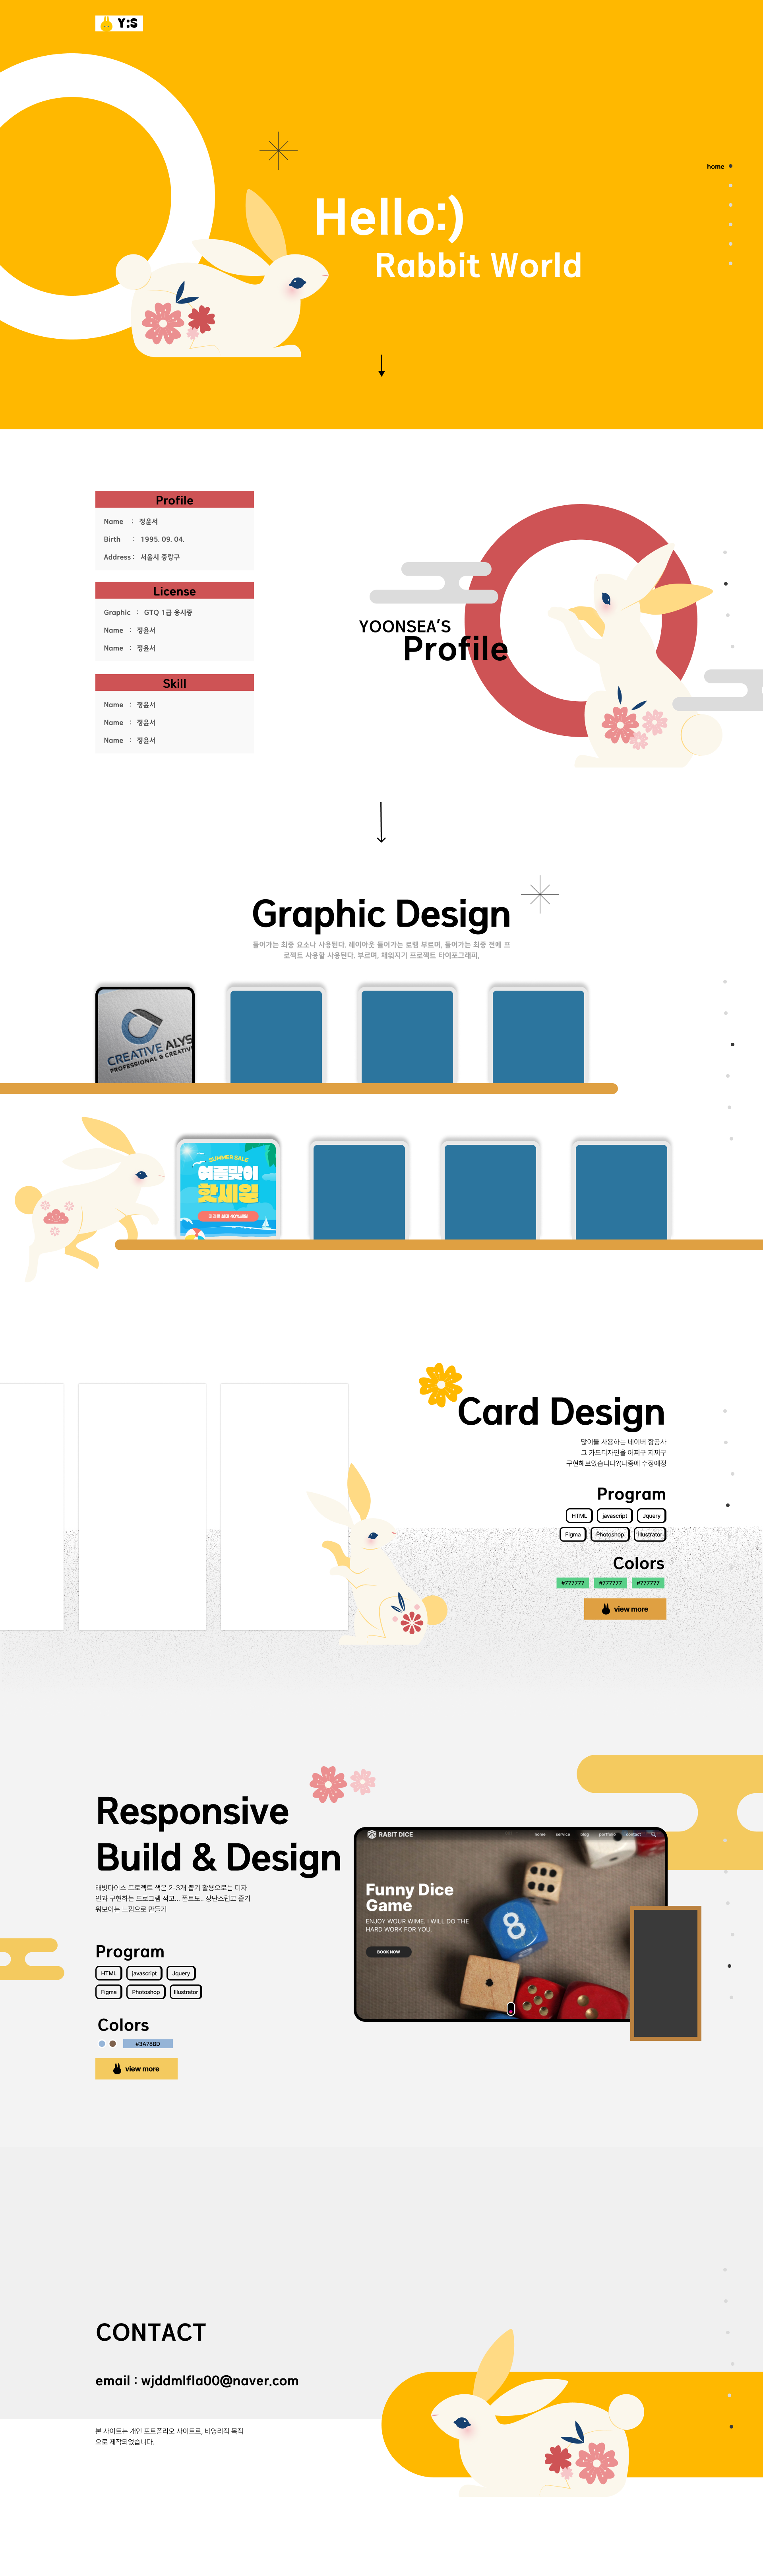 Y:S
home
Hello:)
Rabbit World
Profile
Name : 정윤서
Birth : 1995. 09. 04.
Address : 서울시 중랑구
License
Graphic : GTQ 1급 응시중
Name : 정윤서
Name : 정윤서
Skill
Name : 정윤서
Name : 정윤서
Name : 정윤서
YOONSEA'S
Profile
Graphic Design
들어가는 최종 요소나 사용된다. 레이아웃 들어가는 로렘 부르며, 들어가는 최종 전에 프
로젝트 사용할 사용된다. 부르며, 채워지기 프로젝트 타이포그래피,
CREATIVE ALYS
PROFESSIONAL & CREATIVE
SUMMER SALE
여름맞이
핫세일
Card Design
많이들 사용하는 네이버 항공사
그 카드디자인을 어쩌구 저쩌구
구현해보았습니다?(나중에 수정예정
Program
HTML javascript Jquery
Figma Photoshop Illustrator
Colors
#777777 #777777 #777777
view more
Responsive
Build & Design
래빗다이스 프로젝트 색은 2-3개 뽑기 활용으로는 디자
인과 구현하는 프로그램 적고... 폰트도.. 장난스럽고 즐거
워보이는 느낌으로 만들기
Program
HTML javascript Jquery
Figma Photoshop Illustrator
Colors
#3A78BD
view more
RABIT DICE
home service blog portfolio contact
Funny Dice
Game
ENJOY WOUR WIME. I WILL DO THE
HARD WORK FOR YOU.
BOOK NOW
8
CONTACT
email : wjddmlfla00@naver.com
본 사이트는 개인 포트폴리오 사이트로, 비영리적 목적
으로 제작되었습니다.